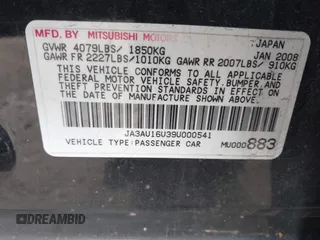 MFD BY MITSUBISHI MOTORS JAPAN
GVWR 4079LBS/ 1850KG JAN 2008
GAWR FR 2227LBS/1010KG GAWR RR 2007LBS/ 910KG
THIS VEHICLE CONFORMS TO ALL APPLICABLE
FEDERAL MOTOR VEHICLE SAFETY, BUMPER, AND
THEFT PREVENTION STANDARDS IN EFFECT ON
THE DATE OF MANUFACTURE SHOWN ABOVE.
JA3AU16U39U000541
VEHICLE TYPE:PASSENGER CAR MU000883
BIDHISTORY